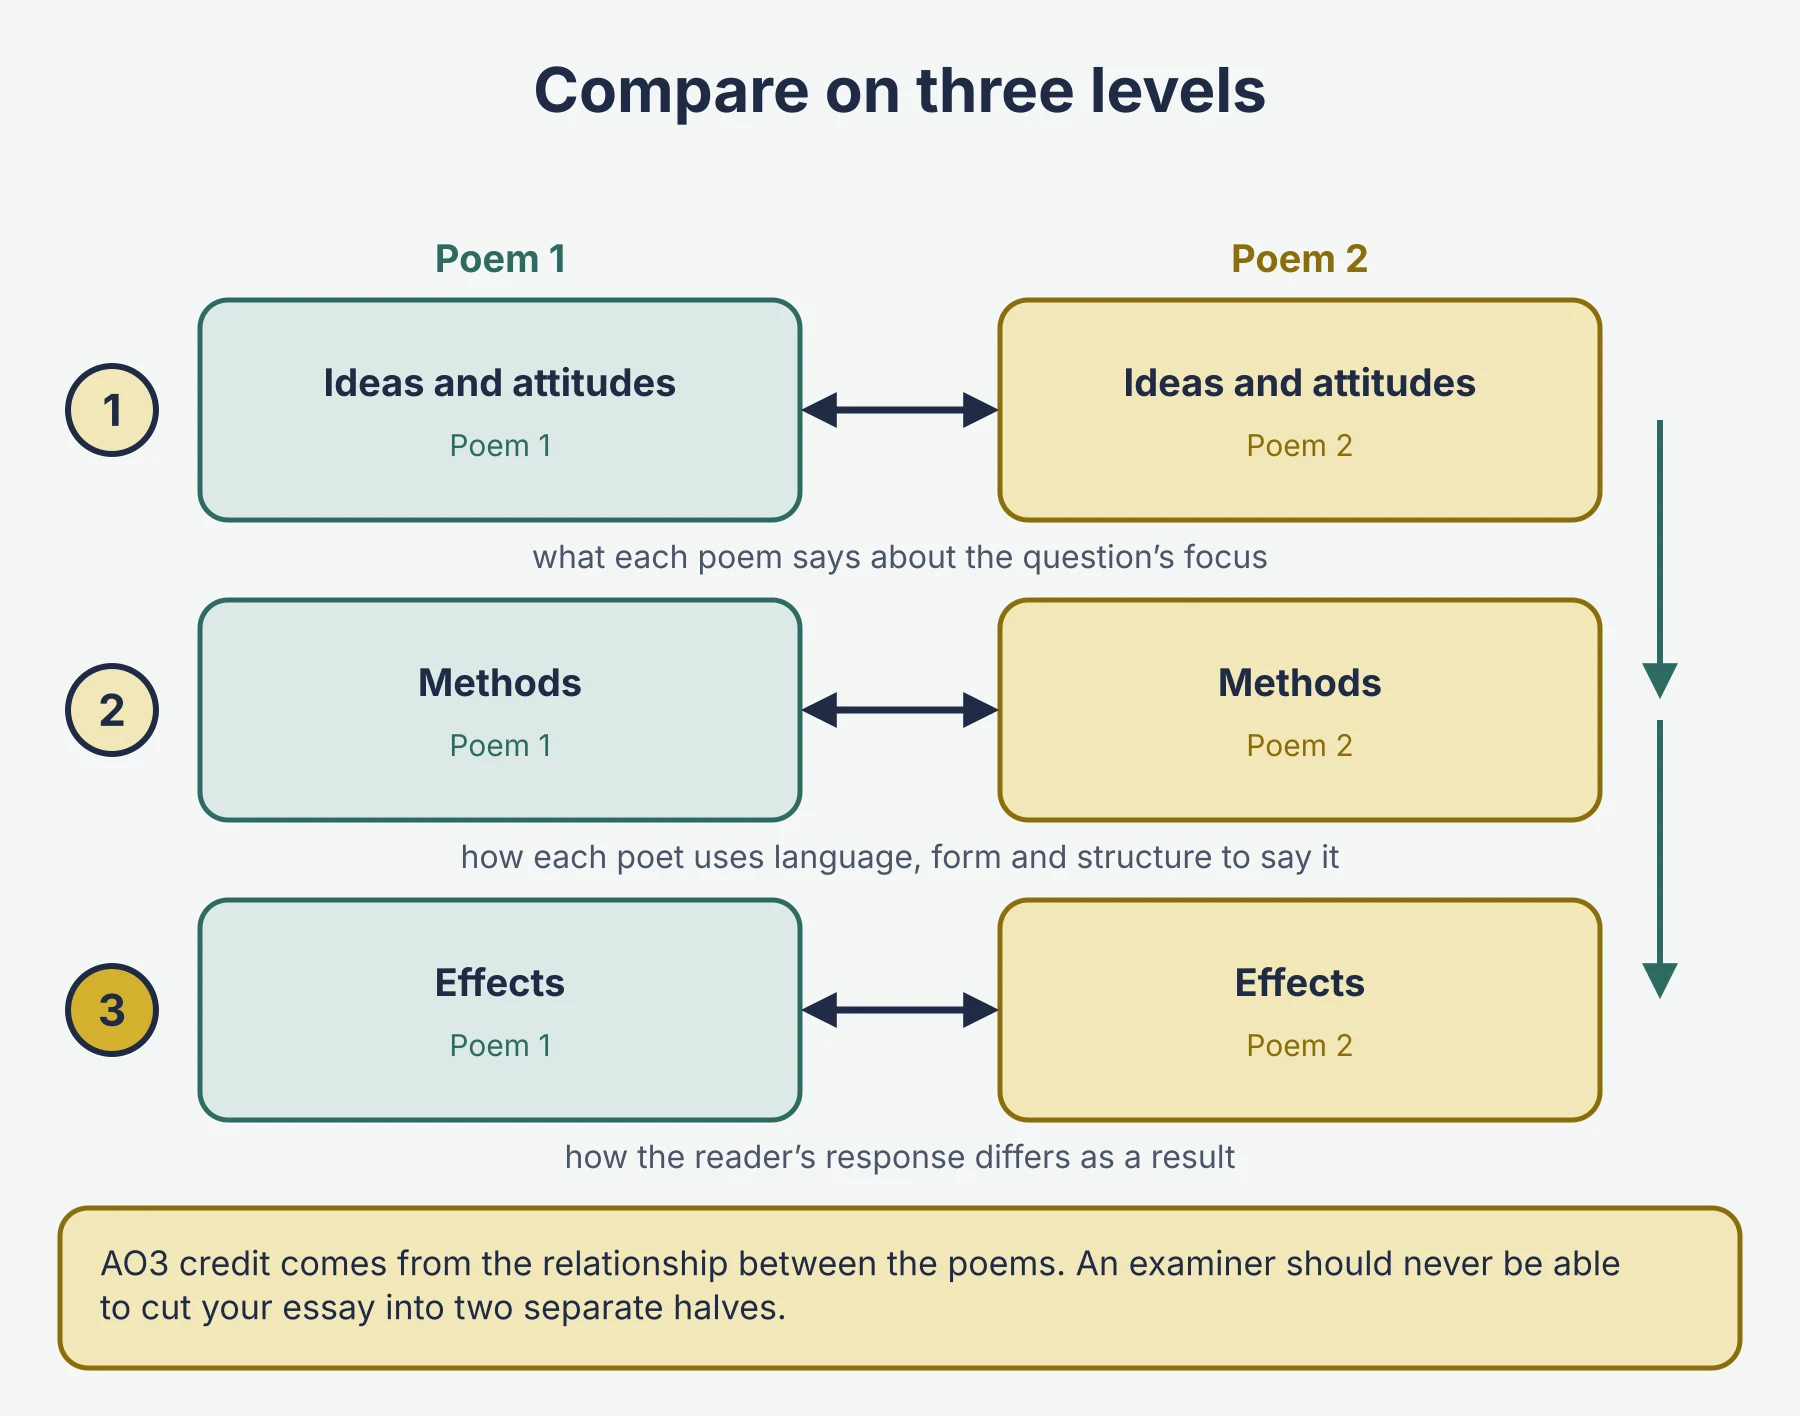 Compare on three levels
Poem 1
Poem 2
1
Ideas and attitudes
Poem 1
Ideas and attitudes
Poem 2
what each poem says about the question’s focus
2
Methods
Poem 1
Methods
Poem 2
how each poet uses language, form and structure to say it
3
Effects
Poem 1
Effects
Poem 2
how the reader’s response differs as a result
AO3 credit comes from the relationship between the poems. An examiner should never be able
to cut your essay into two separate halves.